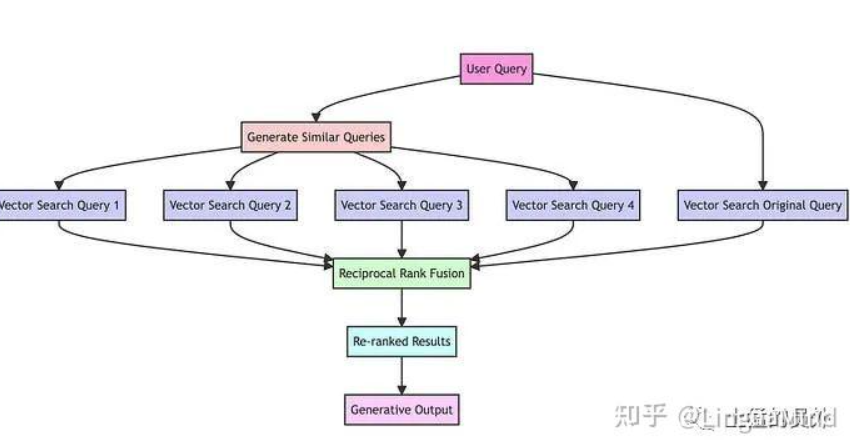 User Query
Generate Similar Queries
Vector Search Query 1
Vector Search Query 2
Vector Search Query 3
Vector Search Query 4
Vector Search Original Query
Reciprocal Rank Fusion
Re-ranked Results
Generative Output
知乎